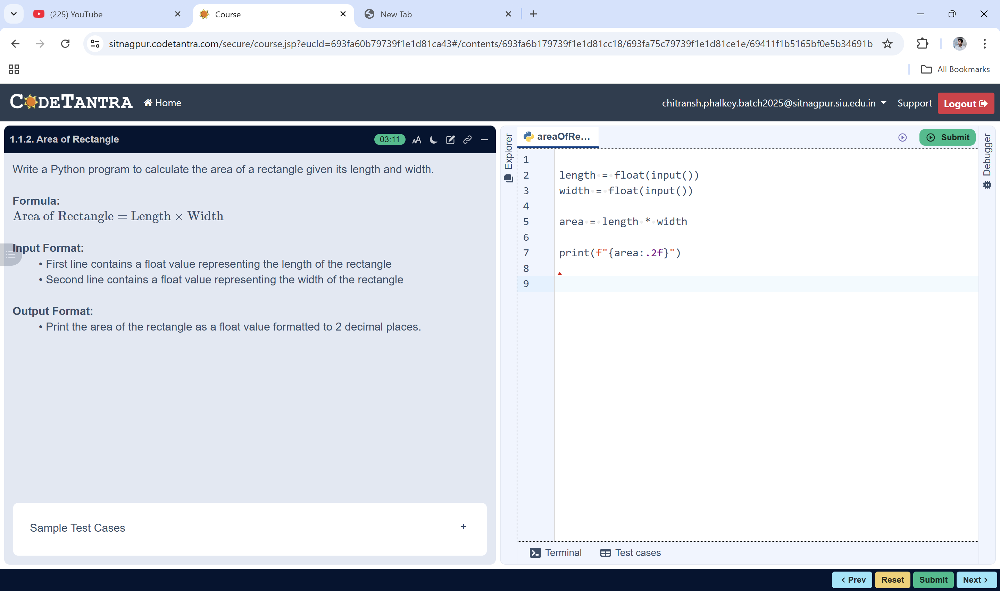 (225) YouTube
Course
New Tab
sitnagpur.codetantra.com/secure/course.jsp?eucId=693fa60b79739f1e1d81ca43#/contents/693fa6b179739f1e1d81cc18/693fa75c79739f1e1d81ce1e/69411f1b5165bf0e5b34691b
All Bookmarks
CODETANTRA
Home
chitransh.phalkey.batch2025@sitnagpur.siu.edu.in
Support
Logout
1.1.2. Area of Rectangle
03:11
AA
Write a Python program to calculate the area of a rectangle given its length and width.
Formula:
Area of Rectangle = Length × Width
Input Format:
• First line contains a float value representing the length of the rectangle
• Second line contains a float value representing the width of the rectangle
Output Format:
• Print the area of the rectangle as a float value formatted to 2 decimal places.
Sample Test Cases
+
Explorer
areaOfRe...
Submit
Debugger
1
2 length = float(input())
3 width = float(input())
4
5 area = length * width
6
7 print(f"{area:.2f}")
8
9
Terminal
Test cases
< Prev
Reset
Submit
Next >